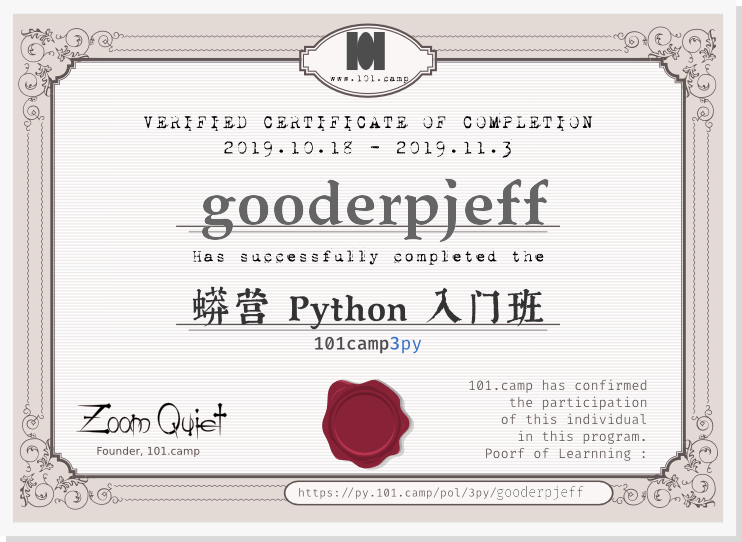 101
www.101.camp
VERIFIED CERTIFICATE OF COMPLETION
2019.10.18 - 2019.11.3
gooderpjeff
Has successfully completed the
蟒营 Python 入门班
101camp3py
Zoom Quiet
Founder, 101.camp
101.camp has confirmed
the participation
of this individual
in this program.
Poorf of Learnning :
https://py.101.camp/pol/3py/gooderpjeff